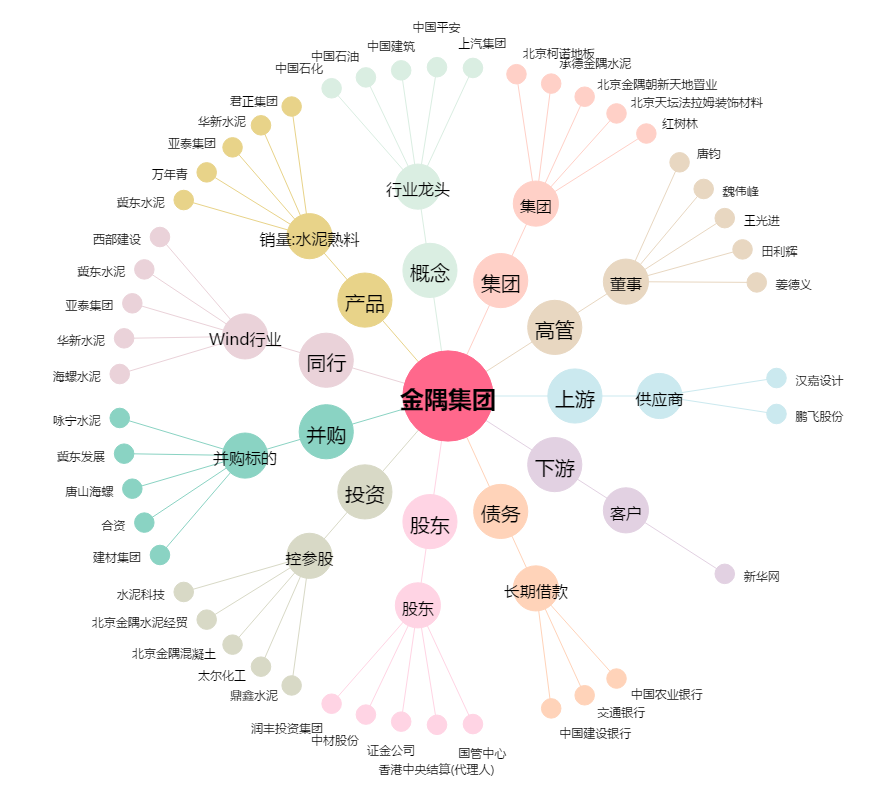 中国平安
中国建筑
上汽集团
中国石油
中国石化
北京柯诺地板
承德金隅水泥
北京金隅朝新天地置业
北京天坛法拉姆装饰材料
红树林
君正集团
华新水泥
亚泰集团
万年青
冀东水泥
唐钧
魏伟峰
王光进
田利辉
姜德义
行业龙头
集团
销量:水泥熟料
概念
集团
董事
产品
高管
西部建设
冀东水泥
亚泰集团
华新水泥
海螺水泥
Wind行业
同行
金隅集团
上游
供应商
汉嘉设计
鹏飞股份
咏宁水泥
冀东发展
唐山海螺
合资
建材集团
并购标的
并购
下游
客户
新华网
投资
股东
债务
控参股
股东
长期借款
水泥科技
北京金隅水泥经贸
北京金隅混凝土
太尔化工
鼎鑫水泥
润丰投资集团
中材股份
证金公司
香港中央结算(代理人)
国管中心
中国农业银行
交通银行
中国建设银行